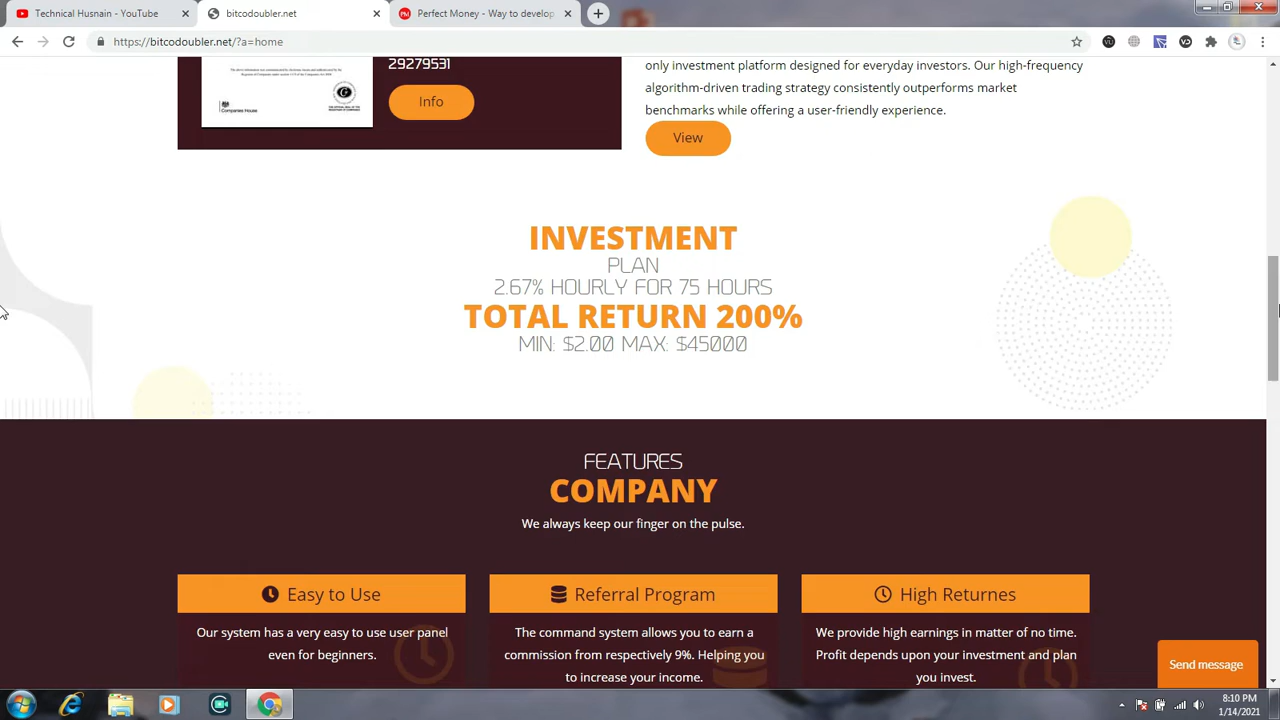 Technical Husnain - YouTube
bitcodoubler.net
Perfect Money - Way to develop
https://bitcodoubler.net/?a=home
Companies House
29279531
Info
only investment platform designed for everyday investors. Our high-frequency
algorithm-driven trading strategy consistently outperforms market
benchmarks while offering a user-friendly experience.
View
INVESTMENT
PLAN
2.67% HOURLY FOR 75 HOURS
TOTAL RETURN 200%
MIN: $2.00 MAX: $45000
FEATURES
COMPANY
We always keep our finger on the pulse.
Easy to Use
Our system has a very easy to use user panel
even for beginners.
Referral Program
The command system allows you to earn a
commission from respectively 9%. Helping you
to increase your income.
High Returnes
We provide high earnings in matter of no time.
Profit depends upon your investment and plan
you invest.
Send message
8:10 PM
1/14/2021